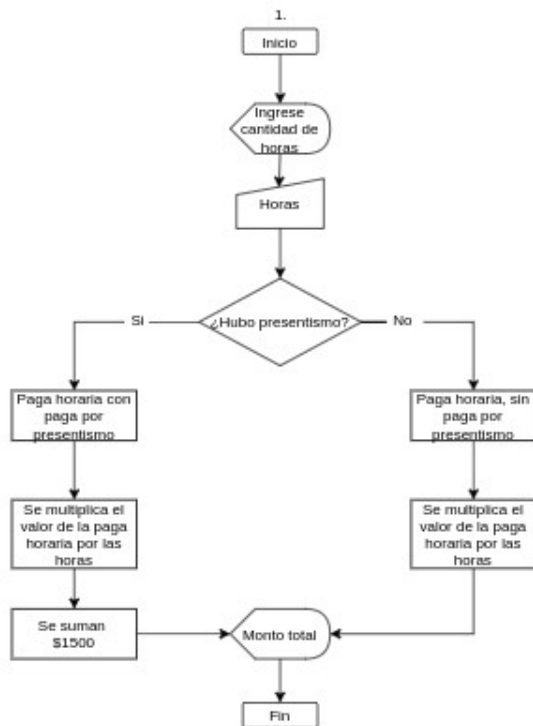 1.
Inicio
Ingrese
cantidad de
horas
Horas
¿Hubo presentismo?
Si
No
Paga horaria con
paga por
presentismo
Paga horaria, sin
paga por
presentismo
Se multiplica el
valor de la paga
horaria por las
horas
Se multiplica el
valor de la paga
horaria por las
horas
Se suman
$1500
Monto total
Fin